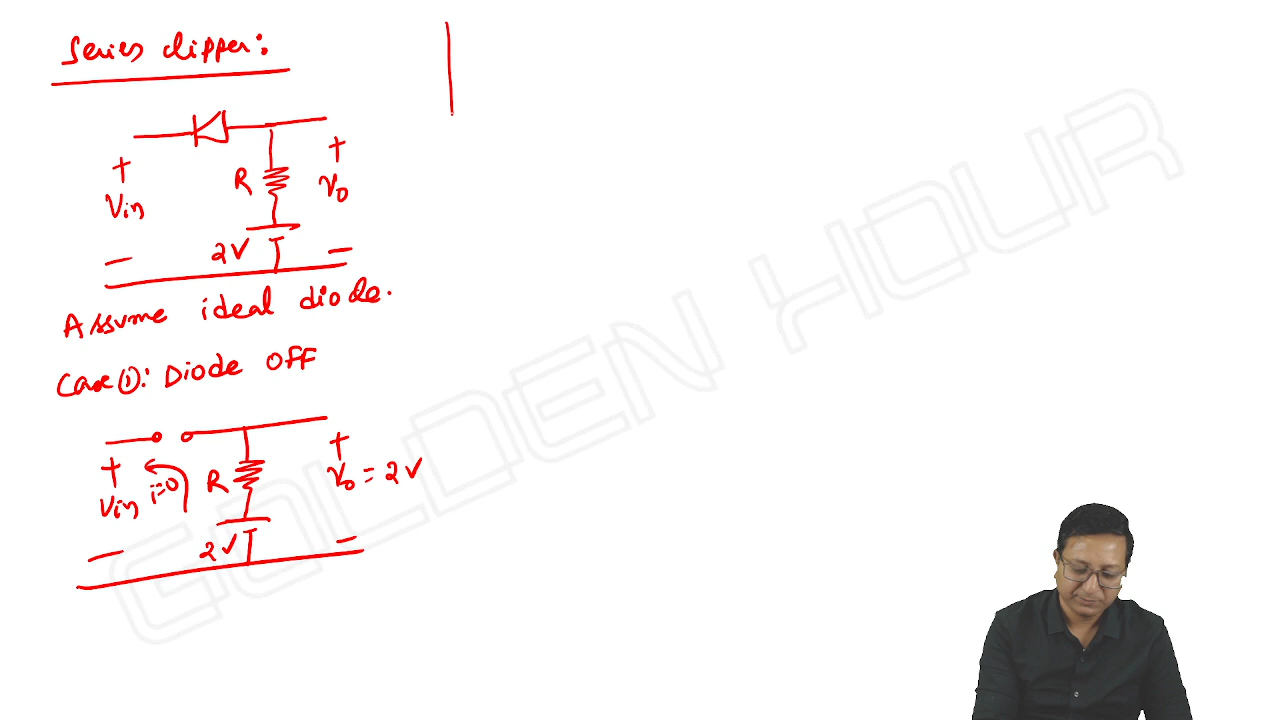 Series clipper:
+
Vin
−
R
2V
+
V0
−
Assume ideal diode.
Case ①: Diode OFF
+
Vin
−
i=0
R
2V
+
V0 = 2V
−
GOLDEN HOUR